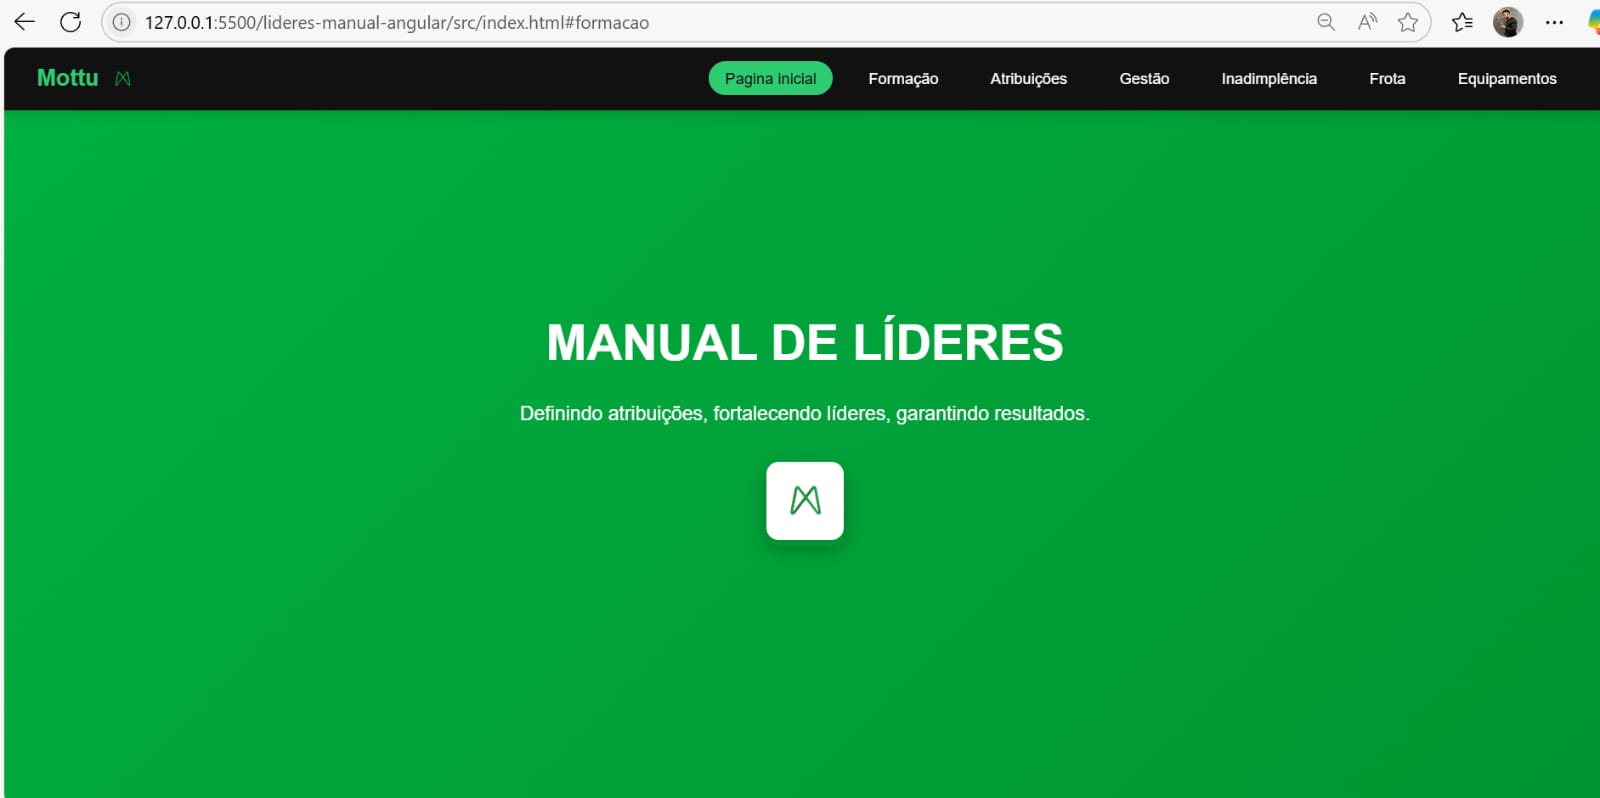 127.0.0.1:5500/lideres-manual-angular/src/index.html#formacao
Mottu
Pagina inicial
Formação
Atribuições
Gestão
Inadimplência
Frota
Equipamentos
MANUAL DE LÍDERES
Definindo atribuições, fortalecendo líderes, garantindo resultados.